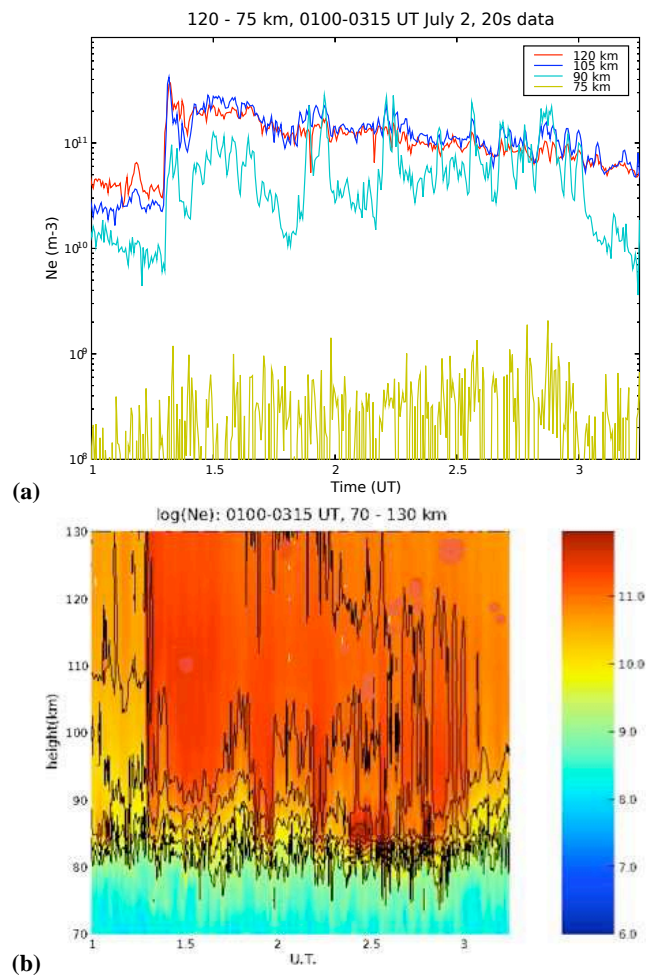 120 - 75 km, 0100-0315 UT July 2, 20s data
120 km
105 km
90 km
75 km
10^11
10^10
10^9
10^8
Ne (m-3)
1 1.5 2 2.5 3
Time (UT)
(a)
log(Ne): 0100-0315 UT, 70 - 130 km
130
120
110
100
90
80
70
height(km)
1 1.5 2 2.5 3
U.T.
11.0
10.0
9.0
8.0
7.0
6.0
(b)